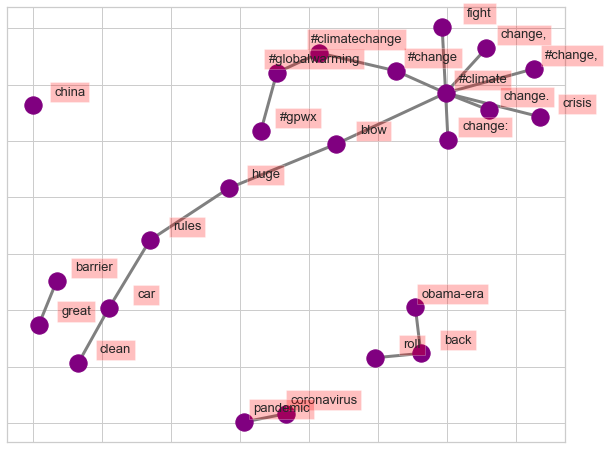 fight
change,
#climatechange
#change,
#globalwarming
#change
#climate
china
change.
crisis
#gpwx
change:
blow
huge
rules
barrier
car
obama-era
great
roll
back
clean
coronavirus
pandemic